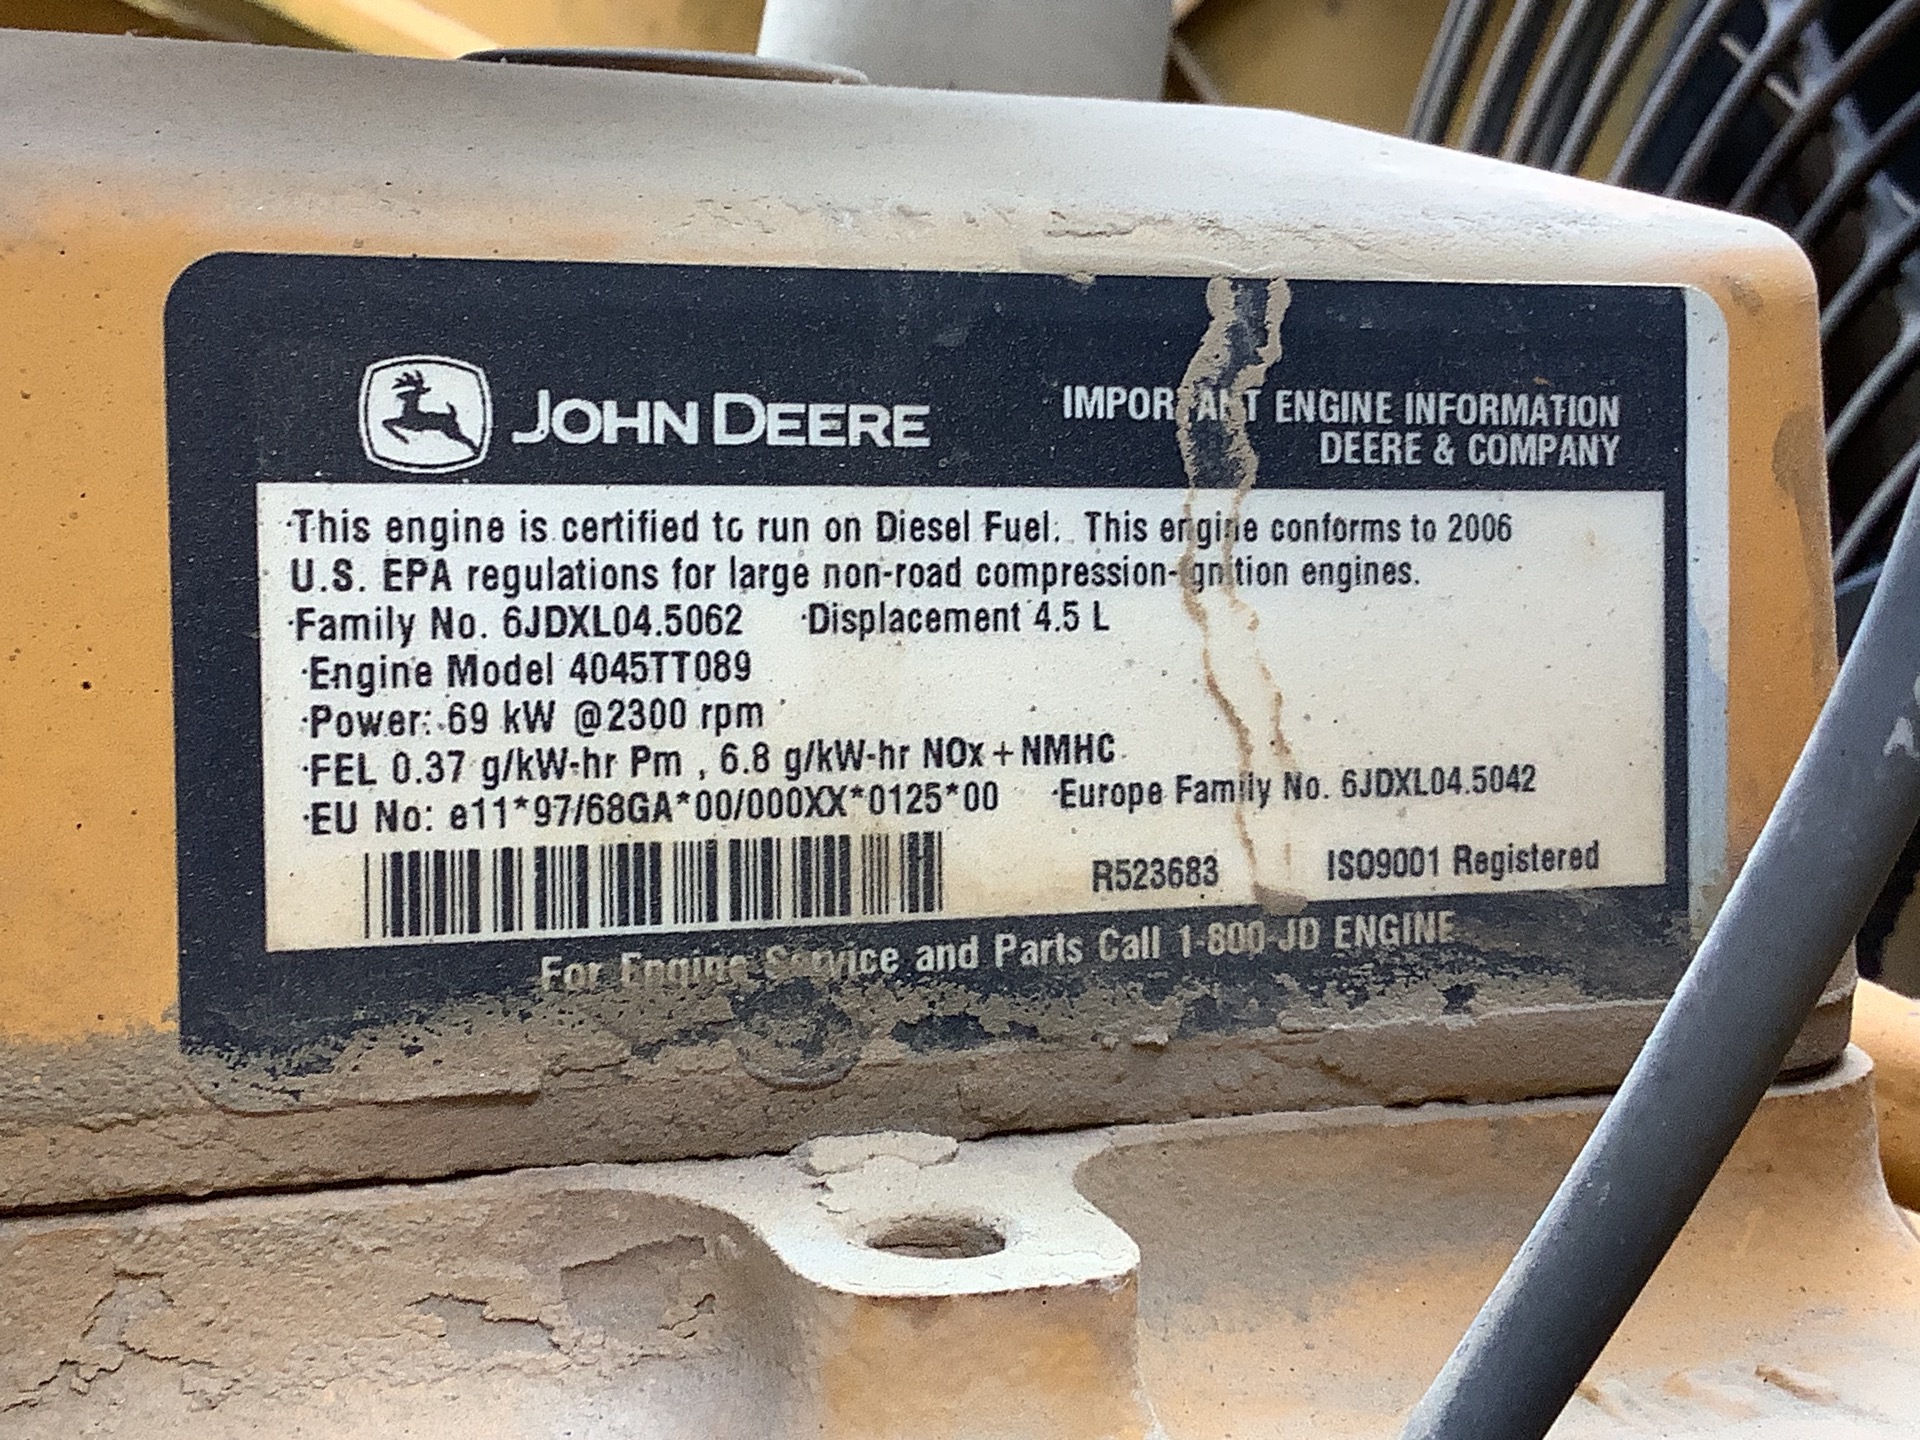 JOHN DEERE
IMPORTANT ENGINE INFORMATION
DEERE & COMPANY
·This engine is certified to run on Diesel Fuel. This engine conforms to 2006
U.S. EPA regulations for large non-road compression-ignition engines.
·Family No. 6JDXL04.5062 ·Displacement 4.5 L
·Engine Model 4045TT089
·Power: 69 kW @2300 rpm
·FEL 0.37 g/kW-hr Pm , 6.8 g/kW-hr NOx + NMHC
·EU No: e11*97/68GA*00/000XX*0125*00 ·Europe Family No. 6JDXL04.5042
R523683 ISO9001 Registered
For Engine Service and Parts Call 1-800-JD ENGINE